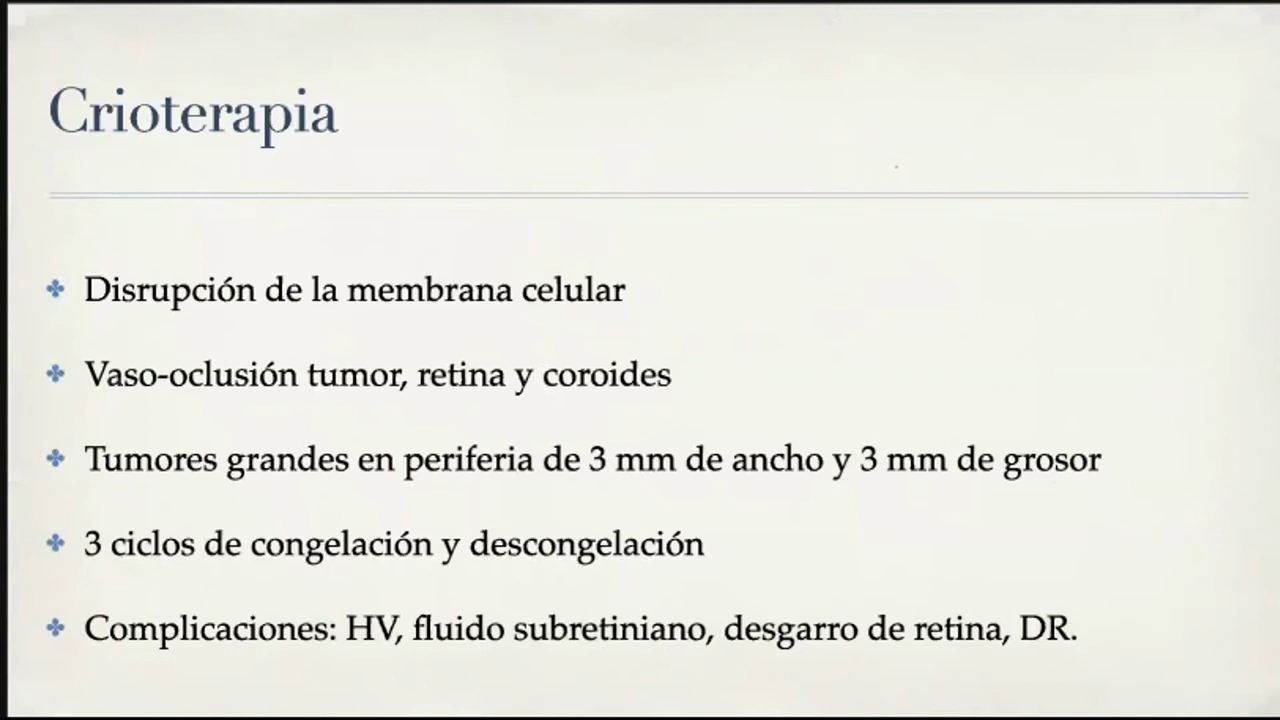 Crioterapia
Disrupción de la membrana celular
Vaso-oclusión tumor, retina y coroides
Tumores grandes en periferia de 3 mm de ancho y 3 mm de grosor
3 ciclos de congelación y descongelación
Complicaciones: HV, fluido subretiniano, desgarro de retina, DR.